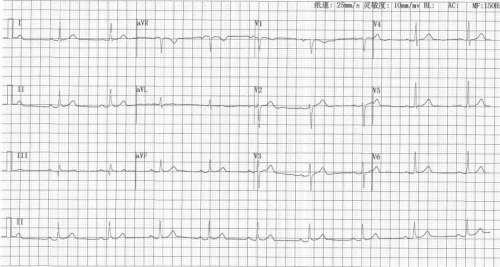 纸速: 25mm/s 灵敏度: 10mm/mv BL: AC: MF:150Hz
I aVR V1 V4
II aVL V2 V5
III aVF V3 V6
II